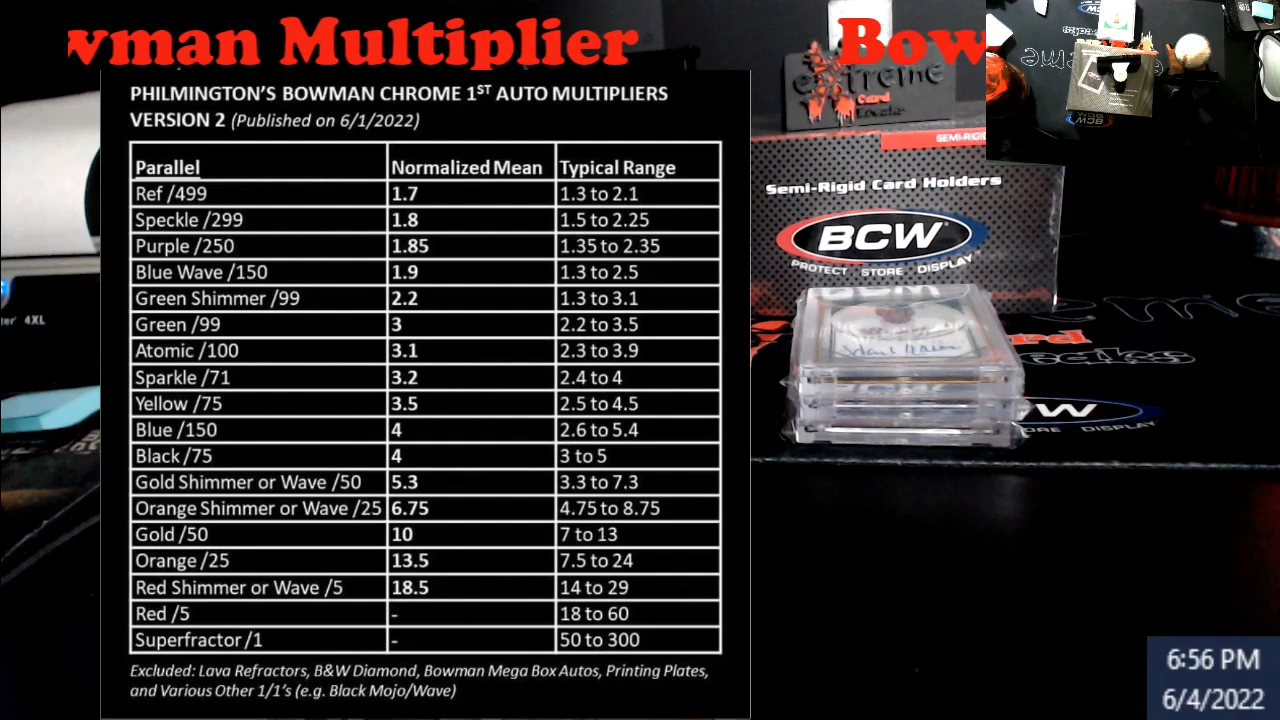 wman Multiplier
Bow
PHILMINGTON'S BOWMAN CHROME 1ST AUTO MULTIPLIERS
VERSION 2 (Published on 6/1/2022)
Parallel Normalized Mean Typical Range
Ref /499 1.7 1.3 to 2.1
Speckle /299 1.8 1.5 to 2.25
Purple /250 1.85 1.35 to 2.35
Blue Wave /150 1.9 1.3 to 2.5
Green Shimmer /99 2.2 1.3 to 3.1
Green /99 3 2.2 to 3.5
Atomic /100 3.1 2.3 to 3.9
Sparkle /71 3.2 2.4 to 4
Yellow /75 3.5 2.5 to 4.5
Blue /150 4 2.6 to 5.4
Black /75 4 3 to 5
Gold Shimmer or Wave /50 5.3 3.3 to 7.3
Orange Shimmer or Wave /25 6.75 4.75 to 8.75
Gold /50 10 7 to 13
Orange /25 13.5 7.5 to 24
Red Shimmer or Wave /5 18.5 14 to 29
Red /5 - 18 to 60
Superfractor /1 - 50 to 300
Excluded: Lava Refractors, B&W Diamond, Bowman Mega Box Autos, Printing Plates,
and Various Other 1/1's (e.g. Black Mojo/Wave)
extreme
Card
Breaks
SEMI-RIGID
Semi-Rigid Card Holders
BCW
PROTECT STORE DISPLAY
4XL
BCW
6:56 PM
6/4/2022